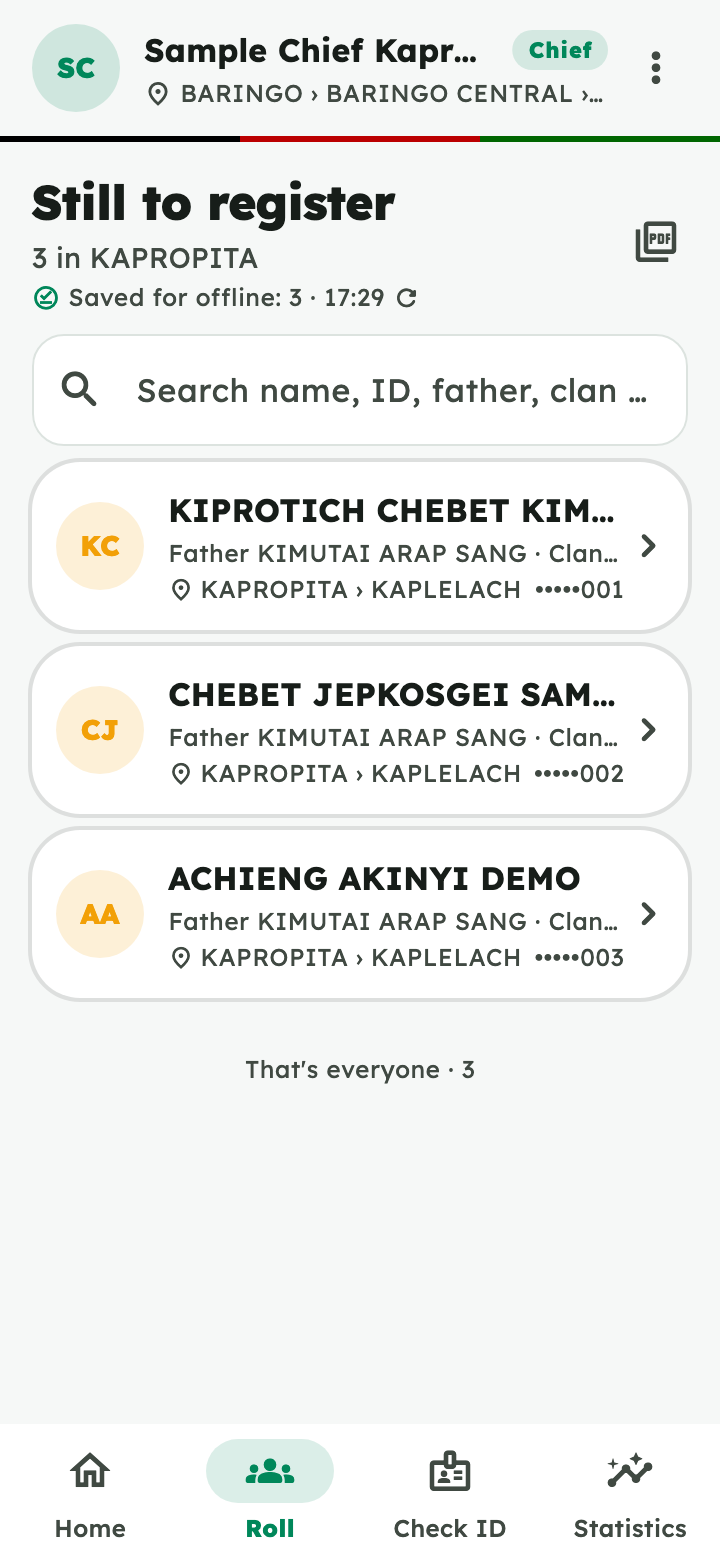 SC
Sample Chief Kapr...
Chief
BARINGO › BARINGO CENTRAL ›...
Still to register
3 in KAPROPITA
PDF
Saved for offline: 3 · 17:29
Search name, ID, father, clan ...
KC
KIPROTICH CHEBET KIM...
Father KIMUTAI ARAP SANG · Clan...
KAPROPITA › KAPLELACH •••••001
CJ
CHEBET JEPKOSGEI SAM...
Father KIMUTAI ARAP SANG · Clan...
KAPROPITA › KAPLELACH •••••002
AA
ACHIENG AKINYI DEMO
Father KIMUTAI ARAP SANG · Clan...
KAPROPITA › KAPLELACH •••••003
That's everyone · 3
Home
Roll
Check ID
Statistics